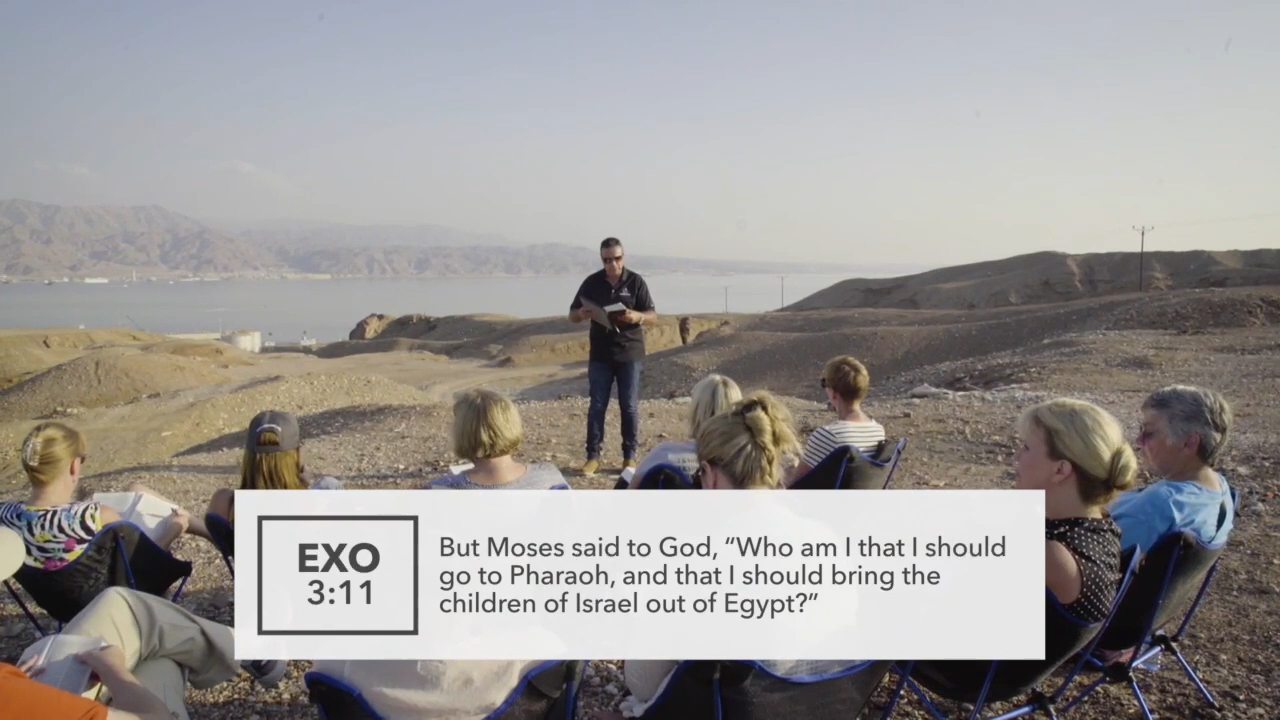 EXO
3:11
But Moses said to God, “Who am I that I should
go to Pharaoh, and that I should bring the
children of Israel out of Egypt?”